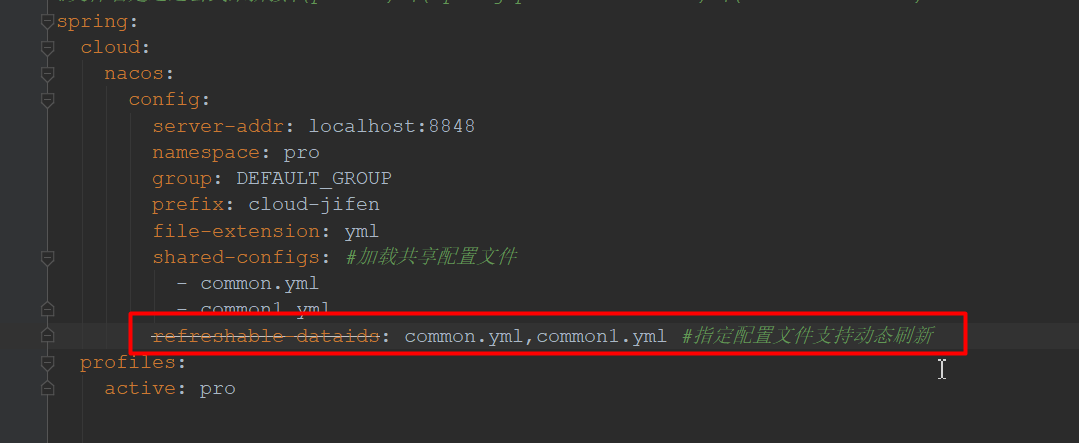 spring:
cloud:
nacos:
config:
server-addr: localhost:8848
namespace: pro
group: DEFAULT_GROUP
prefix: cloud-jifen
file-extension: yml
shared-configs: #加载共享配置文件
- common.yml
- common1.yml
refreshable-dataids: common.yml,common1.yml #指定配置文件支持动态刷新
profiles:
active: pro